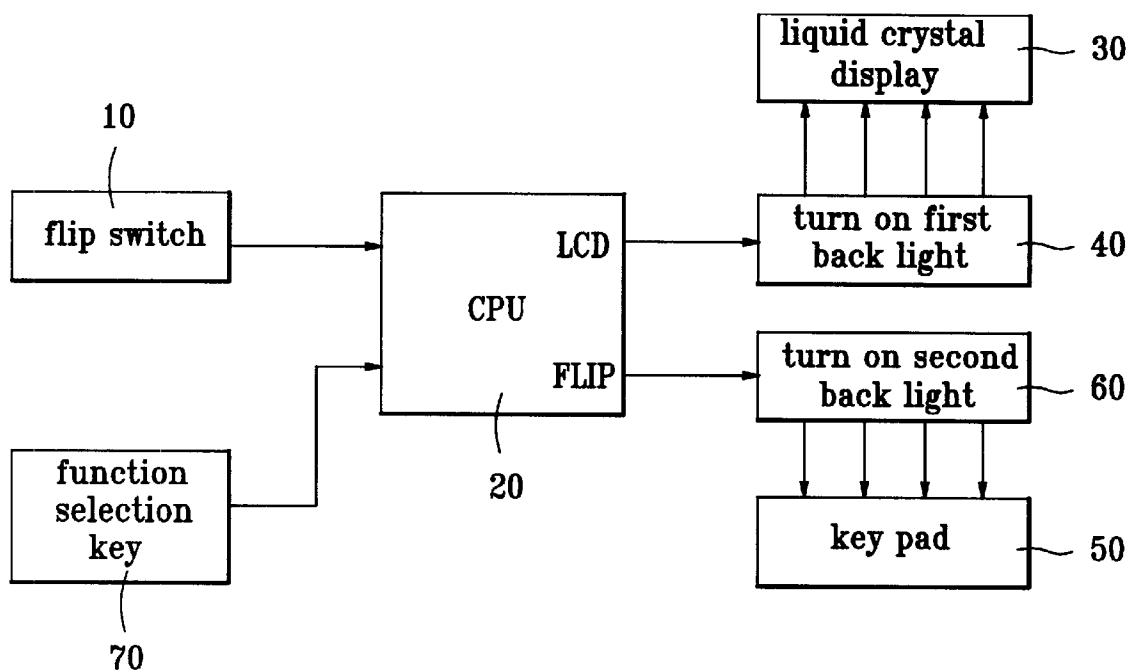 liquid crystal
display
30
10
flip switch
LCD
turn on first
back light
40
CPU
FLIP
turn on second
back light
60
20
function
selection
key
key pad
50
70